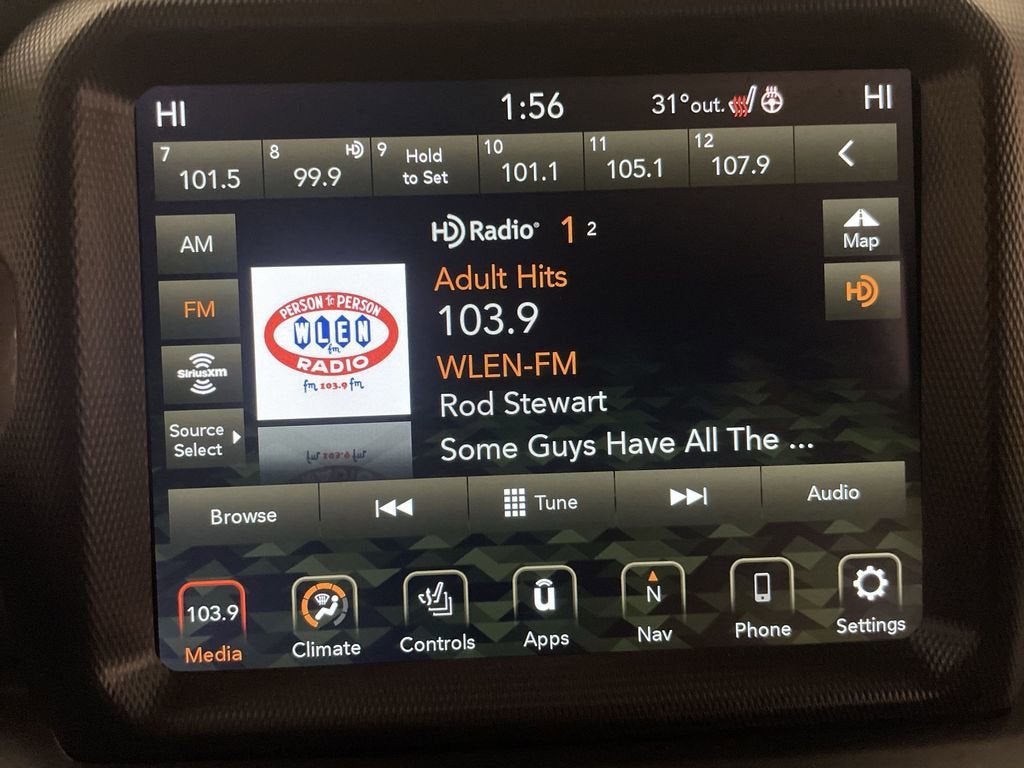 HI 1:56 31°out. HI
7 101.5
8 HD 99.9
9 Hold to Set
10 101.1
11 105.1
12 107.9
AM
FM
SiriusXM
Source
Select
PERSON to PERSON
WLEN
fm
RADIO
fm 103.9 fm
HD Radio® 1 2
Adult Hits
103.9
WLEN-FM
Rod Stewart
Some Guys Have All The ...
Map
HD
Browse Tune Audio
103.9 û N
Media Climate Controls Apps Nav Phone Settings